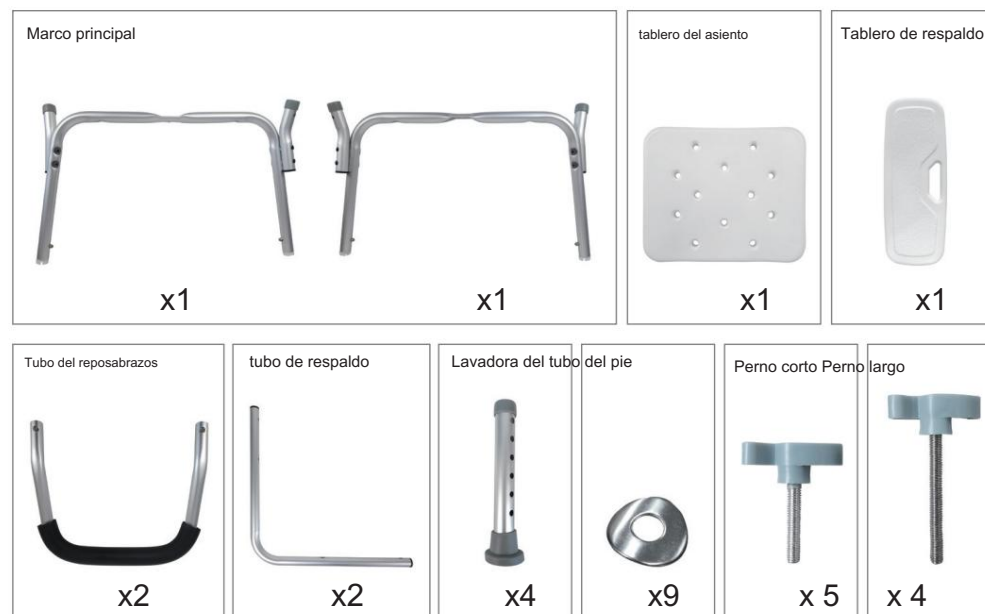 Marco principal
x1
x1
tablero del asiento
x1
Tablero de respaldo
x1
Tubo del reposabrazos
x2
tubo de respaldo
x2
Lavadora del tubo del pie
x4
x9
Perno corto Perno largo
x 5
x 4